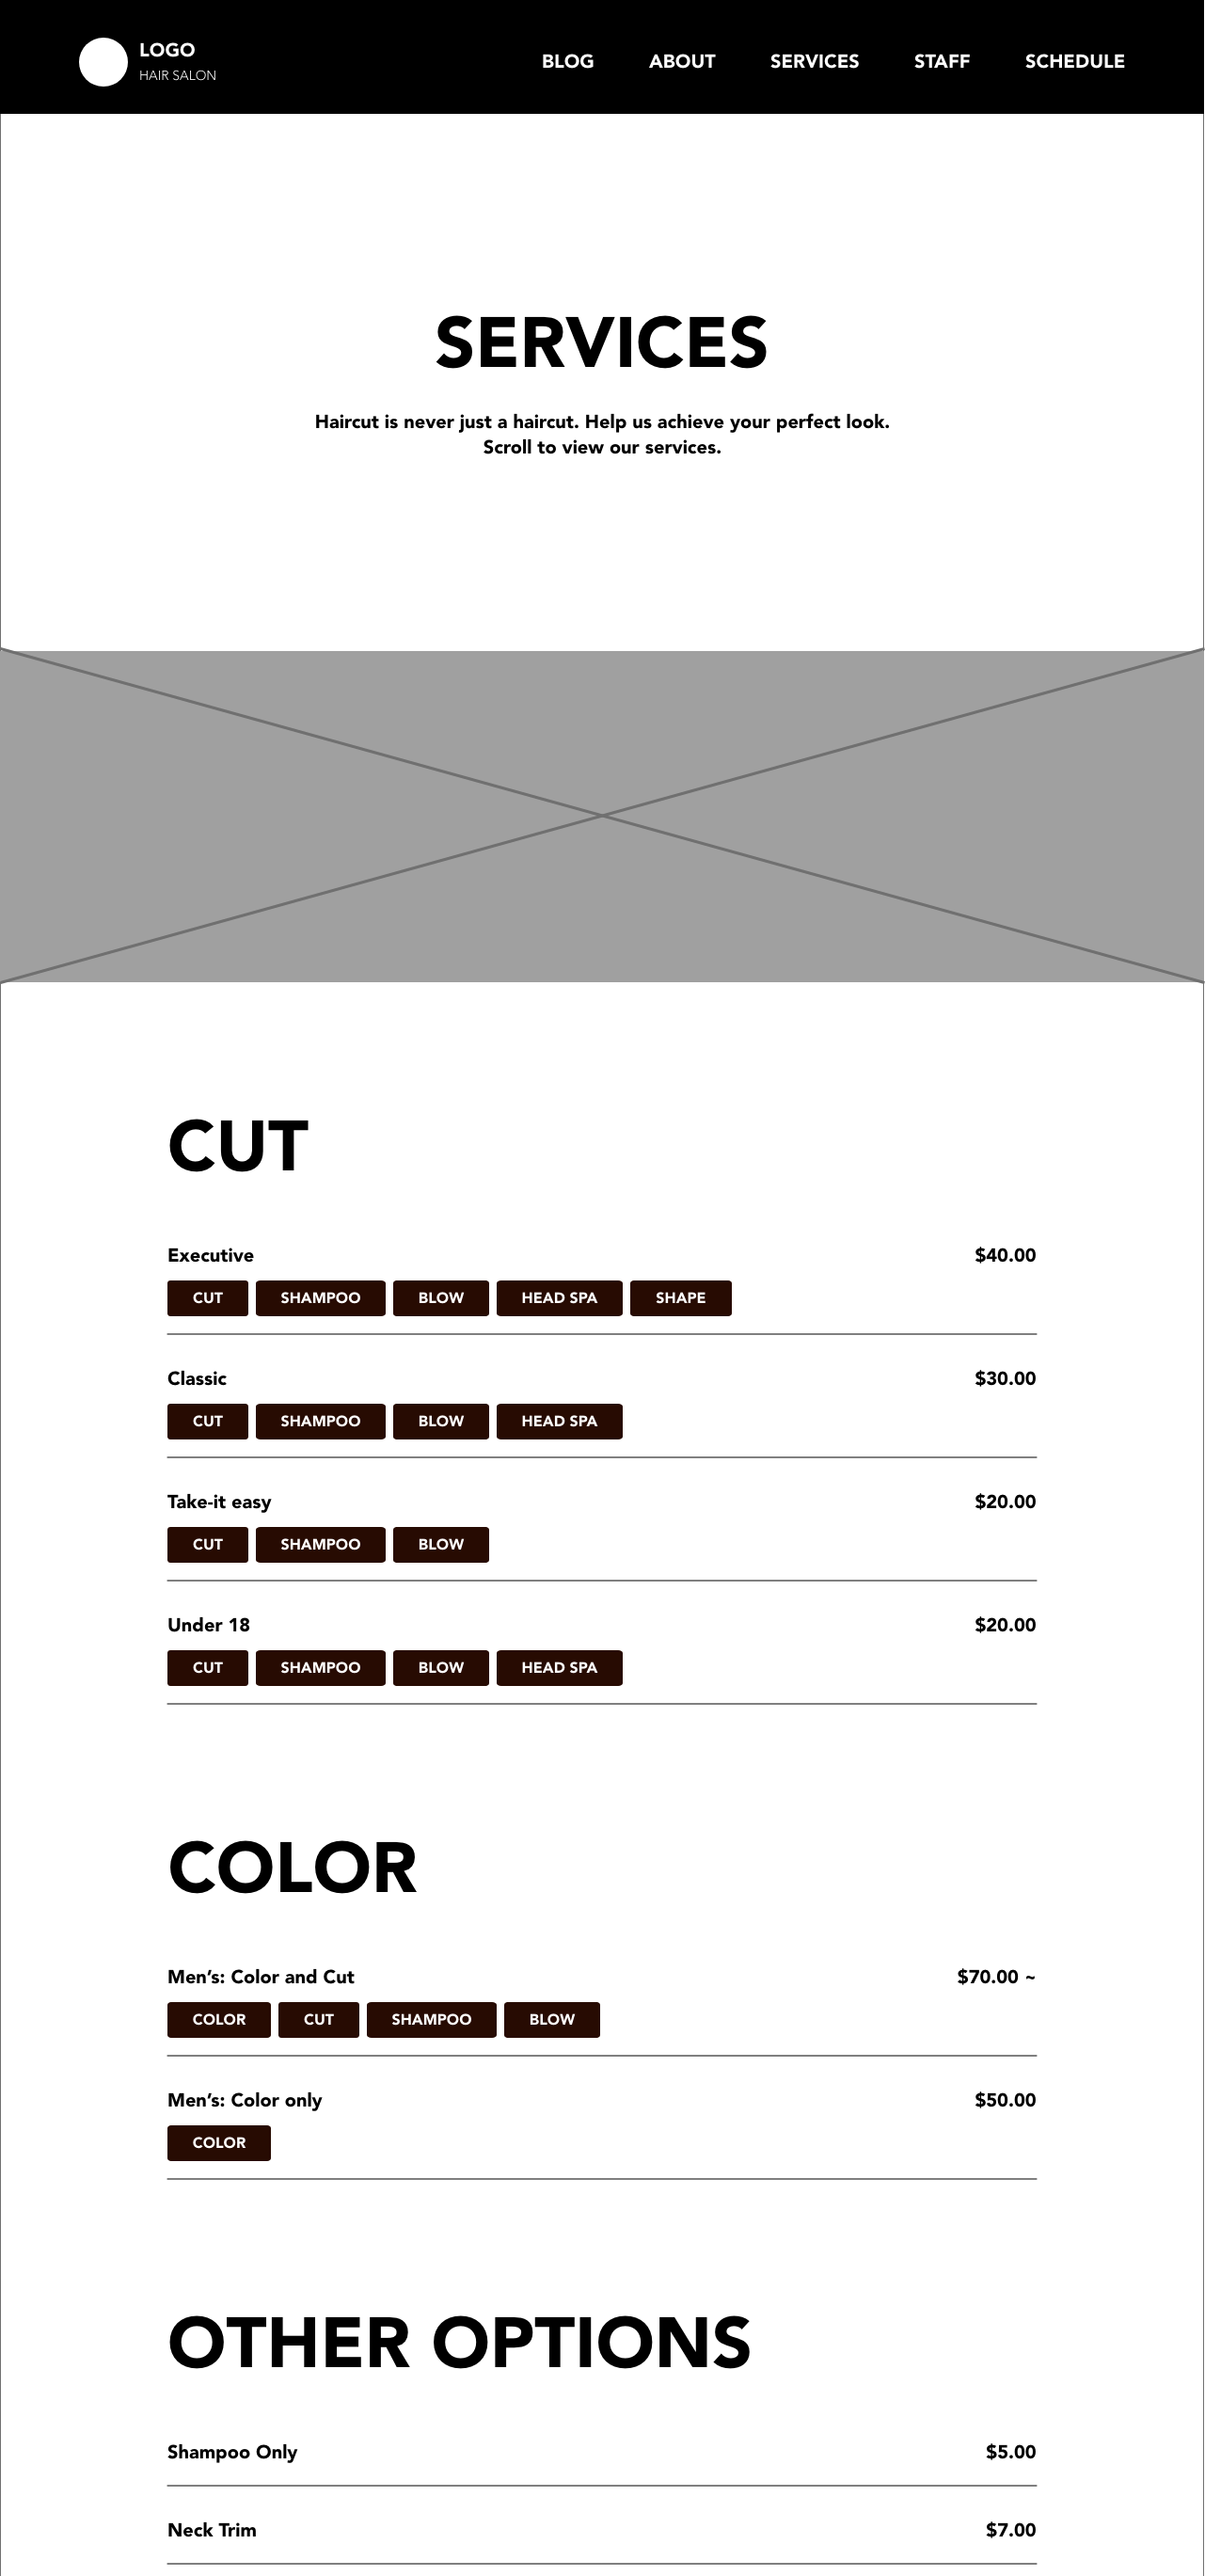 LOGO
HAIR SALON
BLOG ABOUT SERVICES STAFF SCHEDULE
SERVICES
Haircut is never just a haircut. Help us achieve your perfect look.
Scroll to view our services.
CUT
Executive $40.00
CUT SHAMPOO BLOW HEAD SPA SHAPE
Classic $30.00
CUT SHAMPOO BLOW HEAD SPA
Take-it easy $20.00
CUT SHAMPOO BLOW
Under 18 $20.00
CUT SHAMPOO BLOW HEAD SPA
COLOR
Men’s: Color and Cut $70.00 ~
COLOR CUT SHAMPOO BLOW
Men’s: Color only $50.00
COLOR
OTHER OPTIONS
Shampoo Only $5.00
Neck Trim $7.00